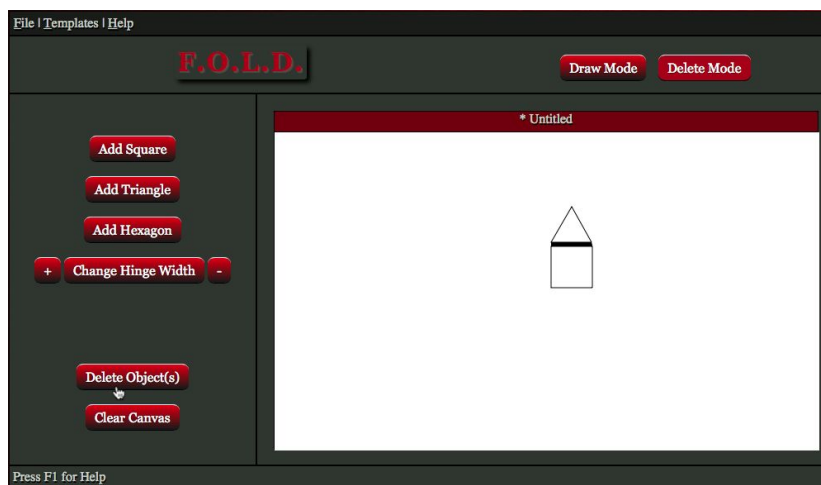 File | Templates | Help
F.O.L.D.
Draw Mode Delete Mode
* Untitled
Add Square
Add Triangle
Add Hexagon
+ Change Hinge Width -
Delete Object(s)
Clear Canvas
Press F1 for Help